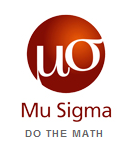 μσ
Mu Sigma
DO THE MATH